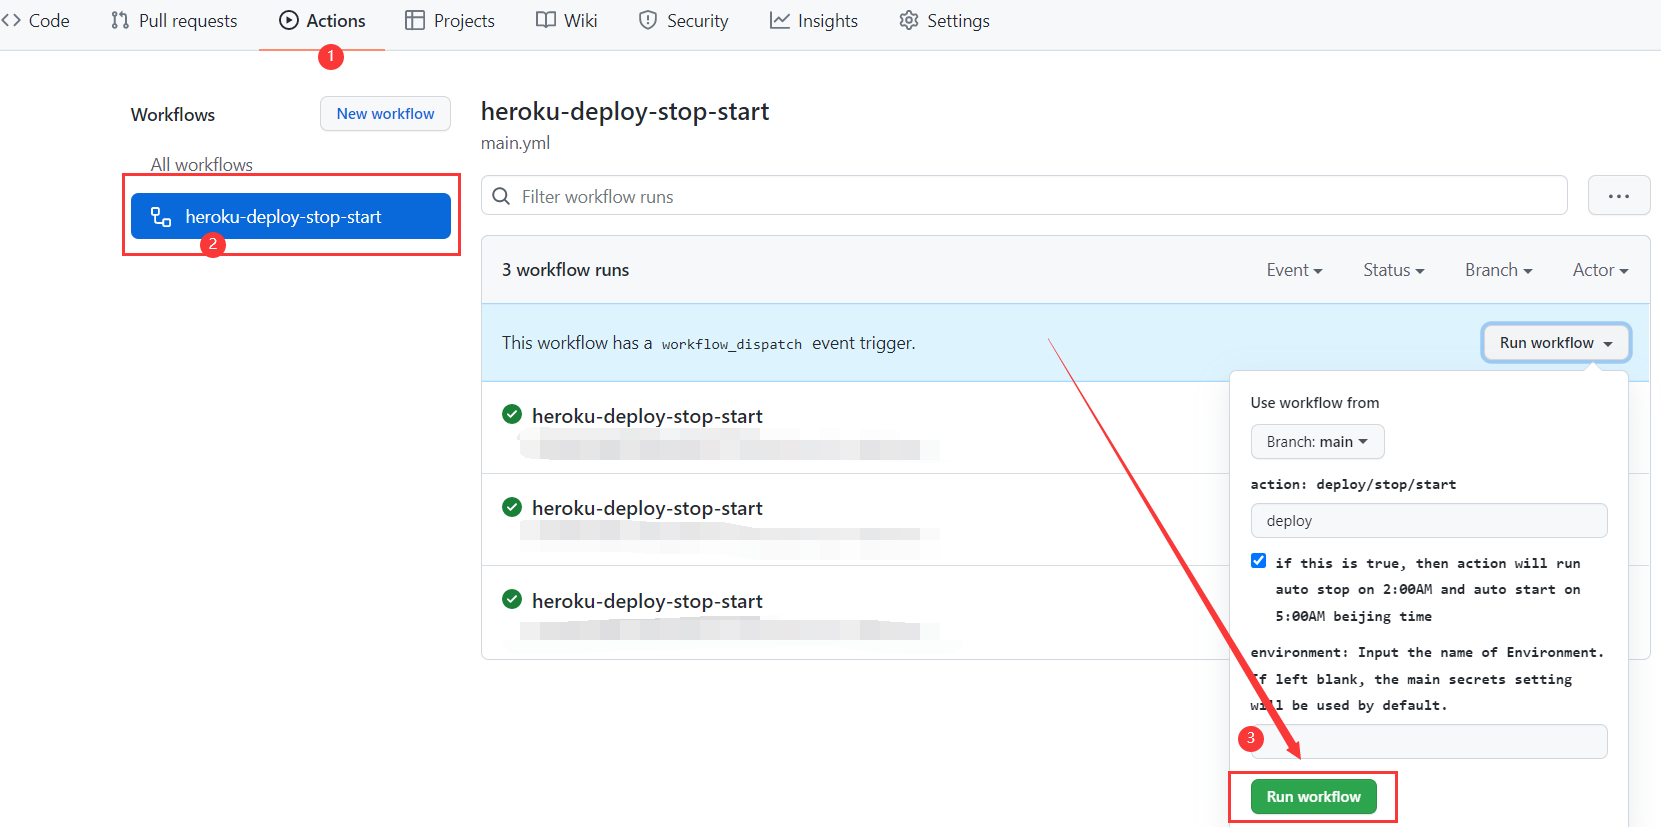 Code Pull requests Actions Projects Wiki Security Insights Settings
1
Workflows
New workflow
All workflows
heroku-deploy-stop-start
2
heroku-deploy-stop-start
main.yml
Filter workflow runs
...
3 workflow runs
Event Status Branch Actor
This workflow has a workflow_dispatch event trigger.
Run workflow
heroku-deploy-stop-start
heroku-deploy-stop-start
heroku-deploy-stop-start
Use workflow from
Branch: main
action: deploy/stop/start
deploy
if this is true, then action will run
auto stop on 2:00AM and auto start on
5:00AM beijing time
environment: Input the name of Environment.
If left blank, the main secrets setting
will be used by default.
3
Run workflow